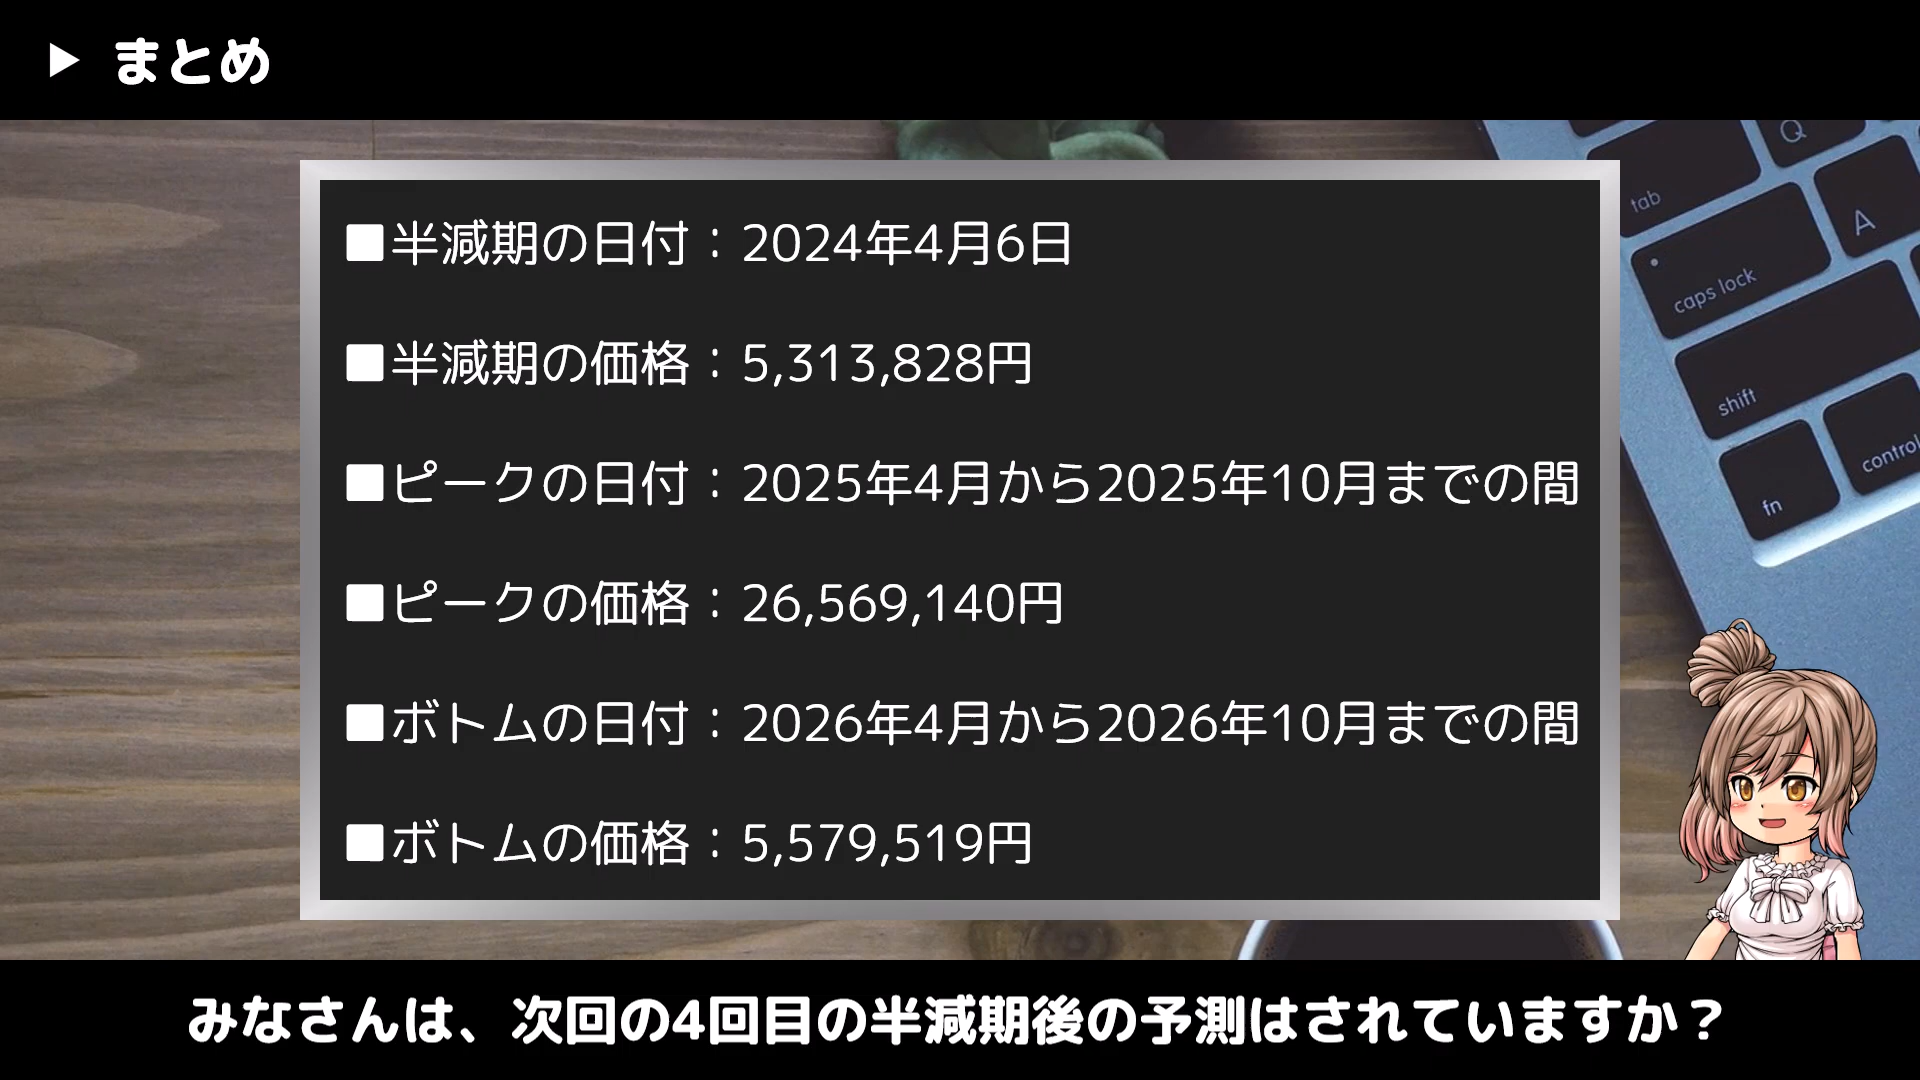 ▶ まとめ
■半減期の日付：2024年4月6日
■半減期の価格：5,313,828円
■ピークの日付：2025年4月から2025年10月までの間
■ピークの価格：26,569,140円
■ボトムの日付：2026年4月から2026年10月までの間
■ボトムの価格：5,579,519円
Q
tab
A
caps lock
shift
control
fn
みなさんは、次回の4回目の半減期後の予測はされていますか？